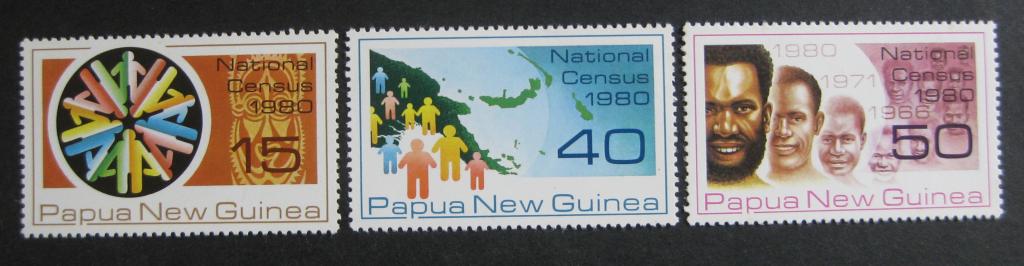 National
Census
1980
15
Papua New Guinea
National
Census
1980
40
Papua New Guinea
1980
1971
1966
National
Census
1980
50
Papua New Guinea